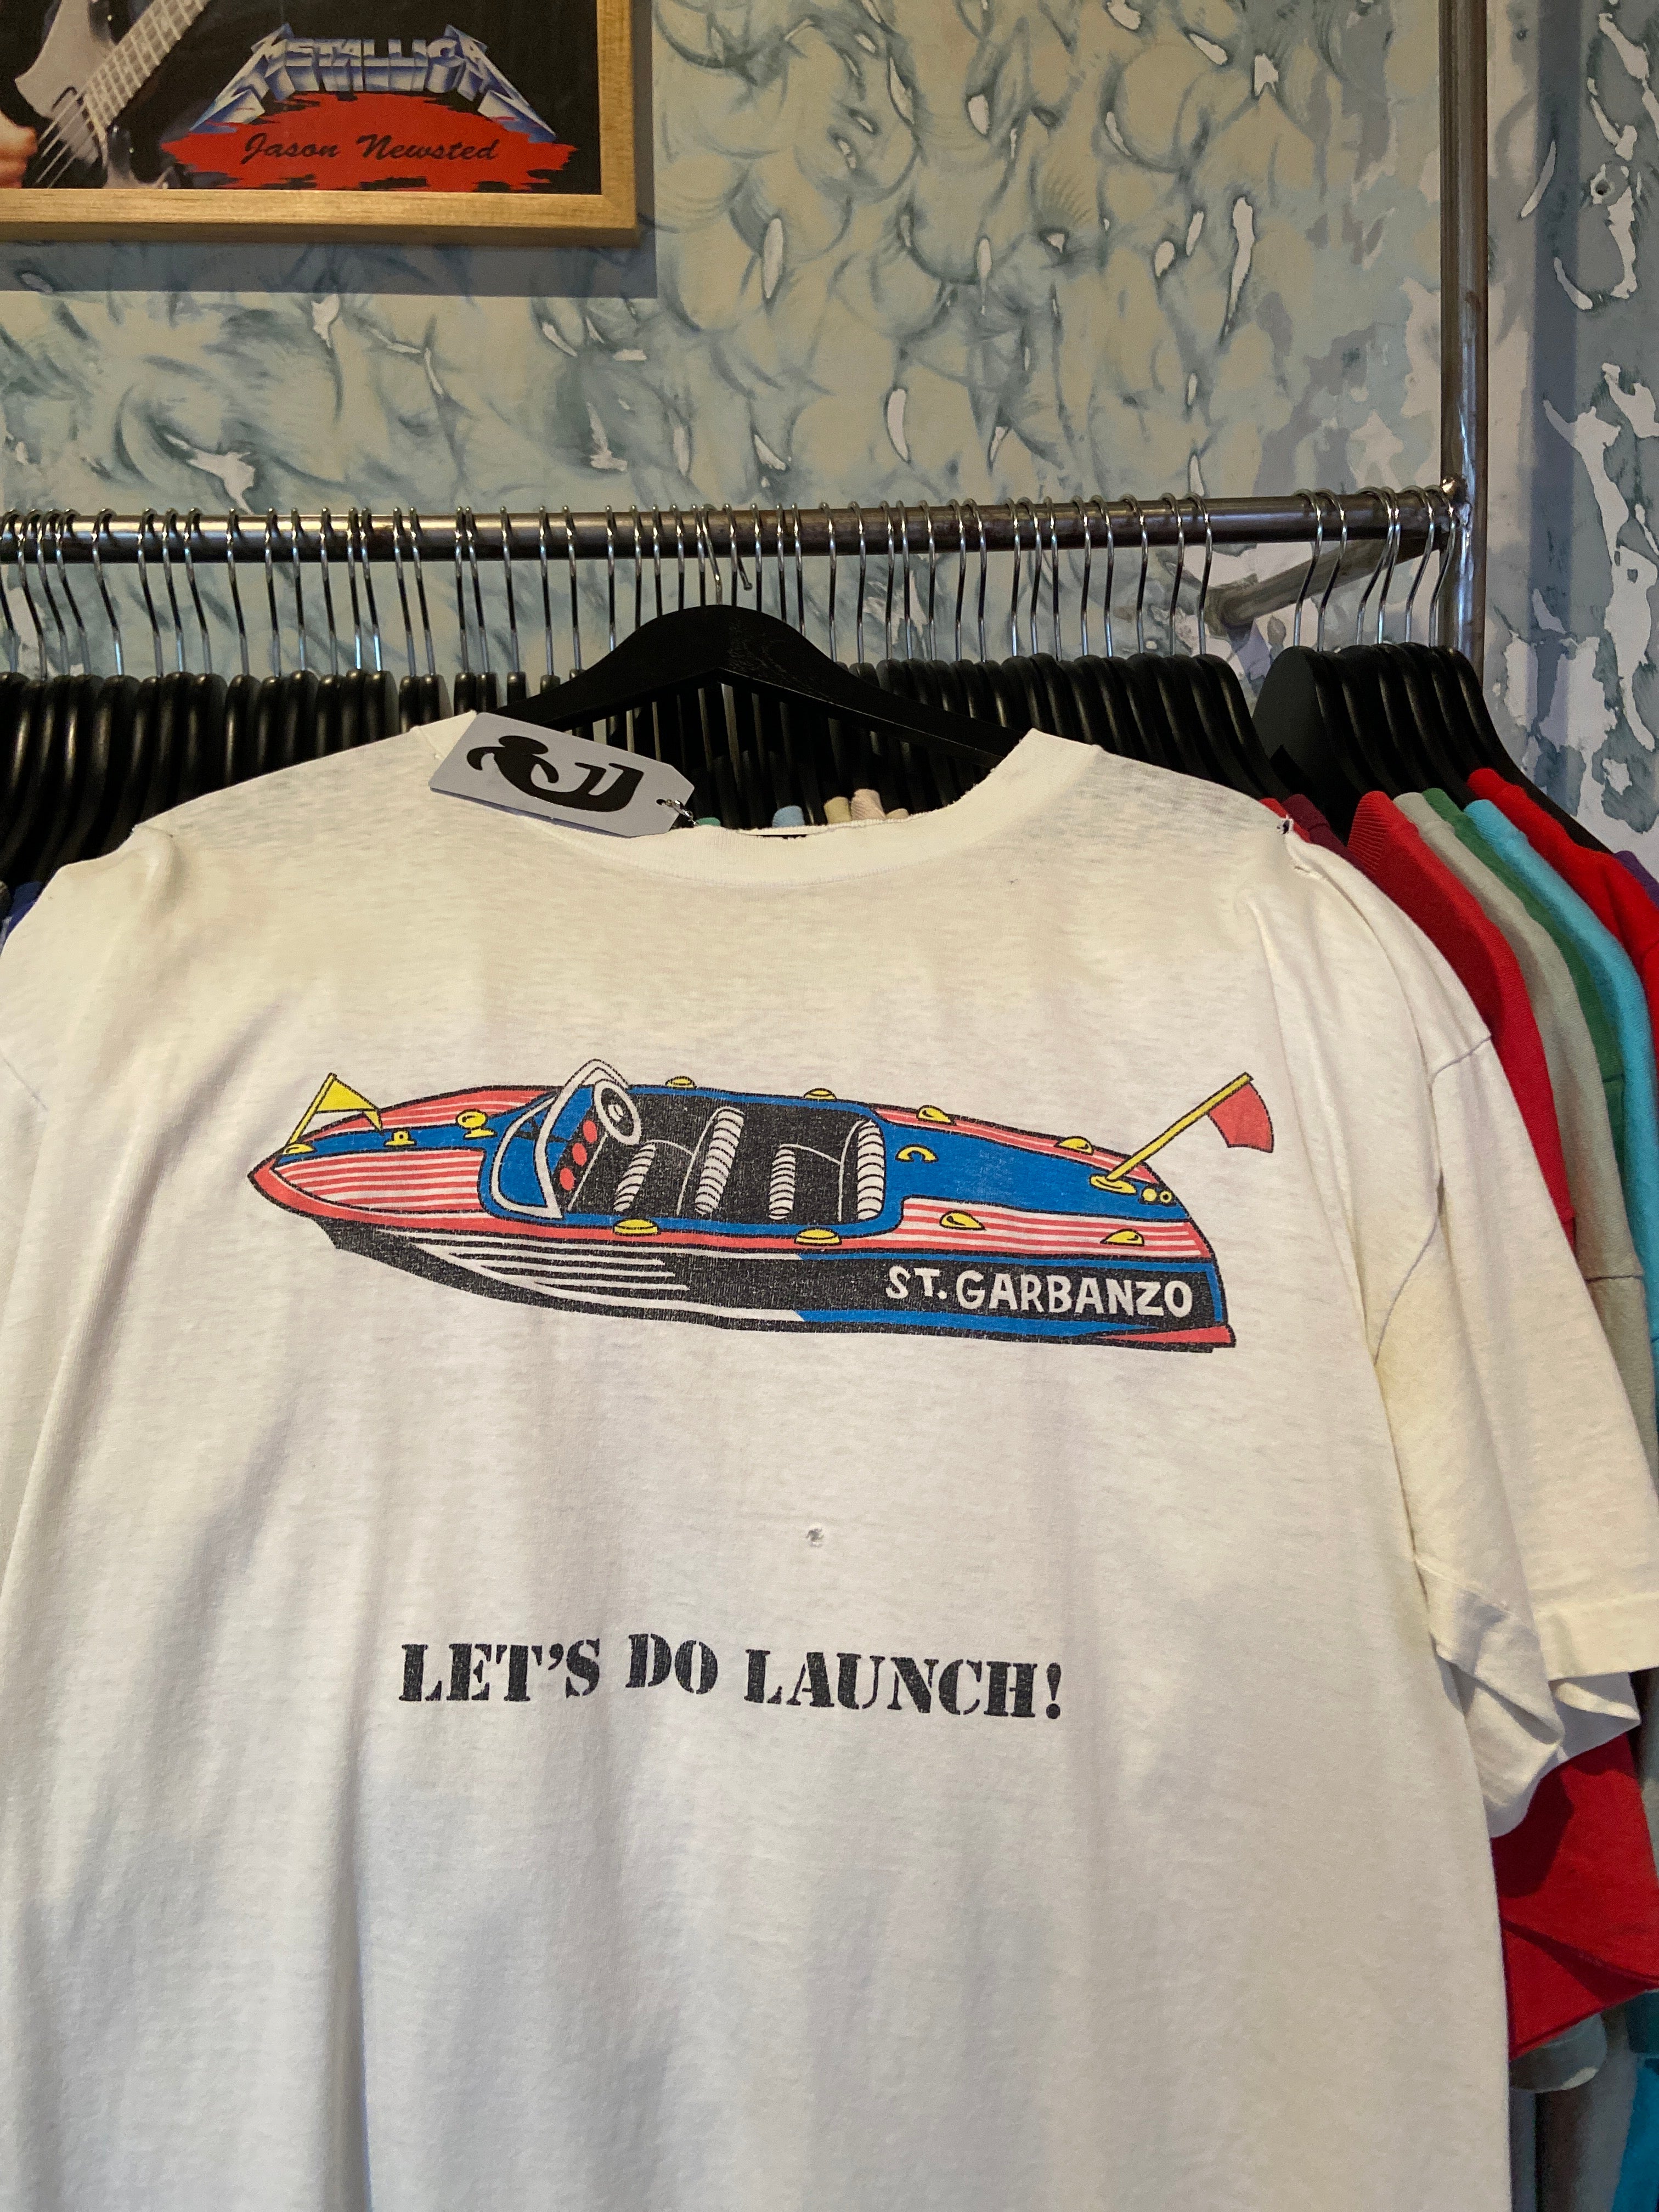 METALLICA
Jason Newsted
ST. GARBANZO
LET'S DO LAUNCH!